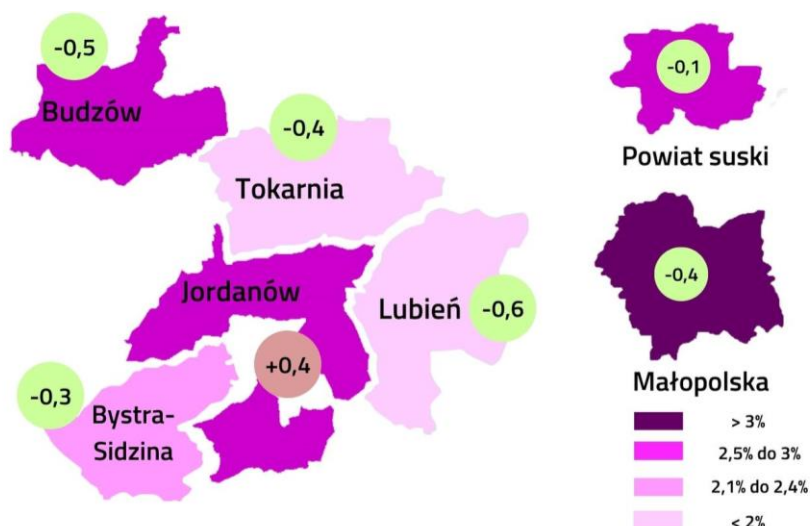 -0,5
Budzów
-0,4
Tokarnia
Jordanów
Lubień
-0,6
+0,4
-0,3
Bystra-
Sidzina
-0,1
Powiat suski
-0,4
Małopolska
> 3%
2,5% do 3%
2,1% do 2,4%
< 2%